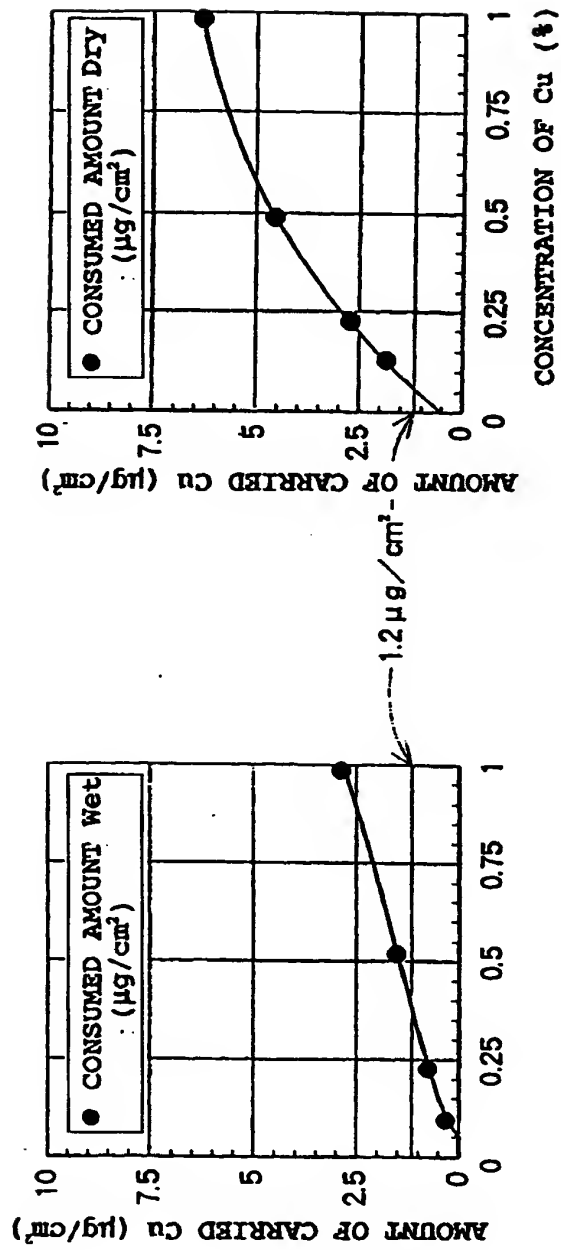 AMOUNT OF CARRIED Cu (μg/cm²)
10
7.5
5
2.5
0
● CONSUMED AMOUNT Wet
: (μg/cm²)
0
0.25
0.5
0.75
1
1.2 μg/cm²
AMOUNT OF CARRIED Cu (μg/cm²)
10
7.5
5
2.5
0
● CONSUMED AMOUNT Dry
: (μg/cm²)
0
0.25
0.5
0.75
1
CONCENTRATION OF Cu (%)